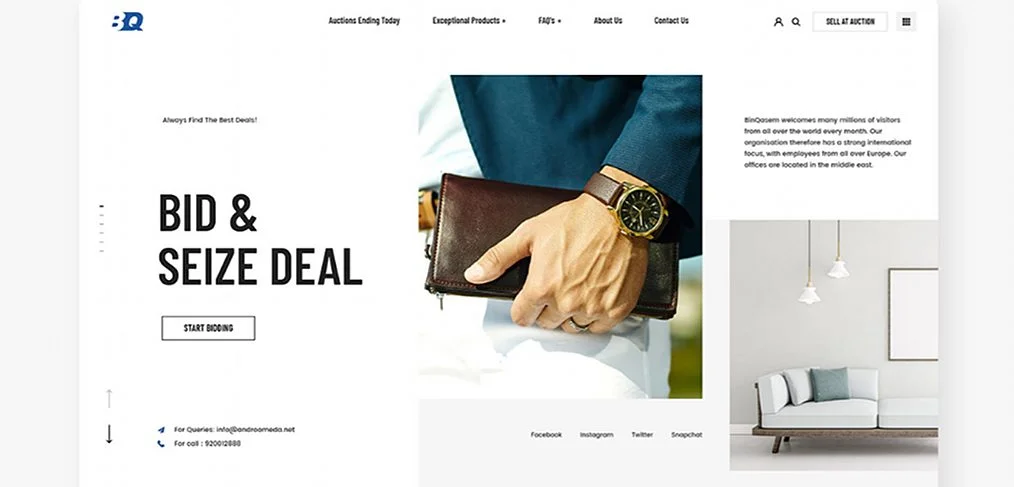 BQ
Auctions Ending Today
Exceptional Products +
FAQ's +
About Us
Contact Us
SELL AT AUCTION
Always Find The Best Deals!
BID &
SEIZE DEAL
START BIDDING
For Queries: info@andromeda.net
For call : 920012888
BinQasem welcomes many millions of visitors
from all over the world every month. Our
organisation therefore has a strong international
focus, with employees from all over Europe. Our
offices are located in the middle east.
Facebook
Instagram
Twitter
Snapchat